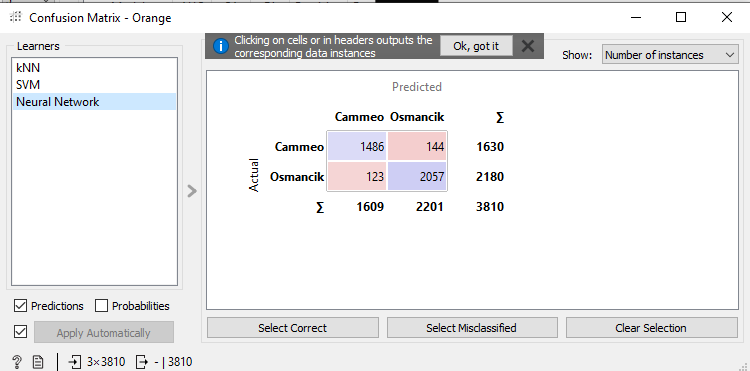 Confusion Matrix - Orange
Learners
kNN
SVM
Neural Network
Predictions Probabilities
Apply Automatically
? 3×3810 - | 3810
Clicking on cells or in headers outputs the
corresponding data instances
Ok, got it
Show: Number of instances
Predicted
Cammeo Osmancik ∑
Actual
Cammeo 1486 144 1630
Osmancik 123 2057 2180
∑ 1609 2201 3810
Select Correct Select Misclassified Clear Selection